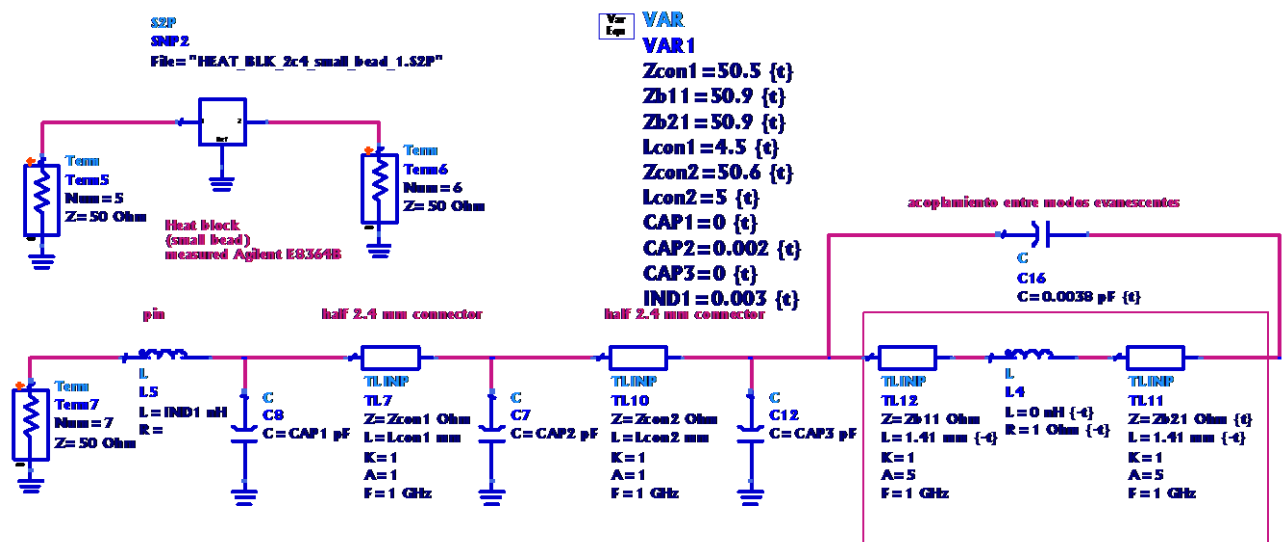 S2P
SNP2
File="HEAT_BLK_2c4_small_bead_1.S2P"
1
2
Ref
Term
Term5
Num=5
Z=50 Ohm
Term
Term6
Num=6
Z=50 Ohm
Heat block
(small bead)
measured Agilent E8364B
Var
Eqn
VAR
VAR1
Zcon1=50.5 {t}
Zb11=50.9 {t}
Zb21=50.9 {t}
Lcon1=4.5 {t}
Zcon2=50.6 {t}
Lcon2=5 {t}
CAP1=0 {t}
CAP2=0.002 {t}
CAP3=0 {t}
IND1=0.003 {t}
acoplamiento entre modos evanescentes
C
C16
C=0.0038 pF {t}
pin
half 2.4 mm connector
half 2.4 mm connector
Term
Term7
Num=7
Z=50 Ohm
L
L5
L=IND1 nH
R=
C
C8
C=CAP1 pF
TLINP
TL7
Z=Zcon1 Ohm
L=Lcon1 mm
K=1
A=1
F=1 GHz
C
C7
C=CAP2 pF
TLINP
TL10
Z=Zcon2 Ohm
L=Lcon2 mm
K=1
A=1
F=1 GHz
C
C12
C=CAP3 pF
TLINP
TL12
Z=Zb11 Ohm
L=1.41 mm {-t}
K=1
A=5
F=1 GHz
L
L4
L=0 nH {-t}
R=1 Ohm {-t}
TLINP
TL11
Z=Zb21 Ohm {t}
L=1.41 mm {-t}
K=1
A=5
F=1 GHz